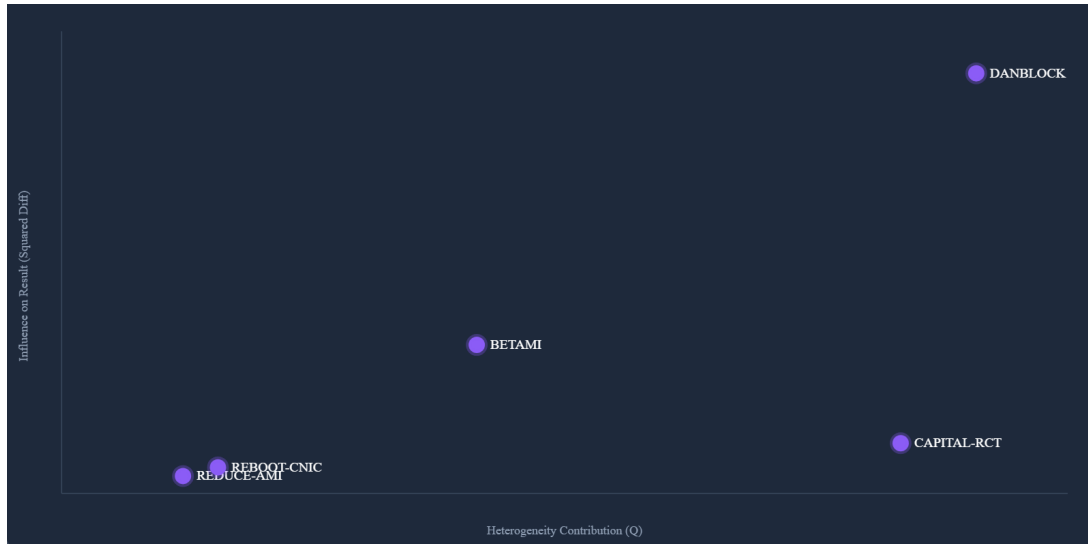 DANBLOCK
Influence on Result (Squared Diff)
BETAMI
CAPITAL-RCT
REBOOT-CNIC
REDUCE-AMI
Heterogeneity Contribution (Q)